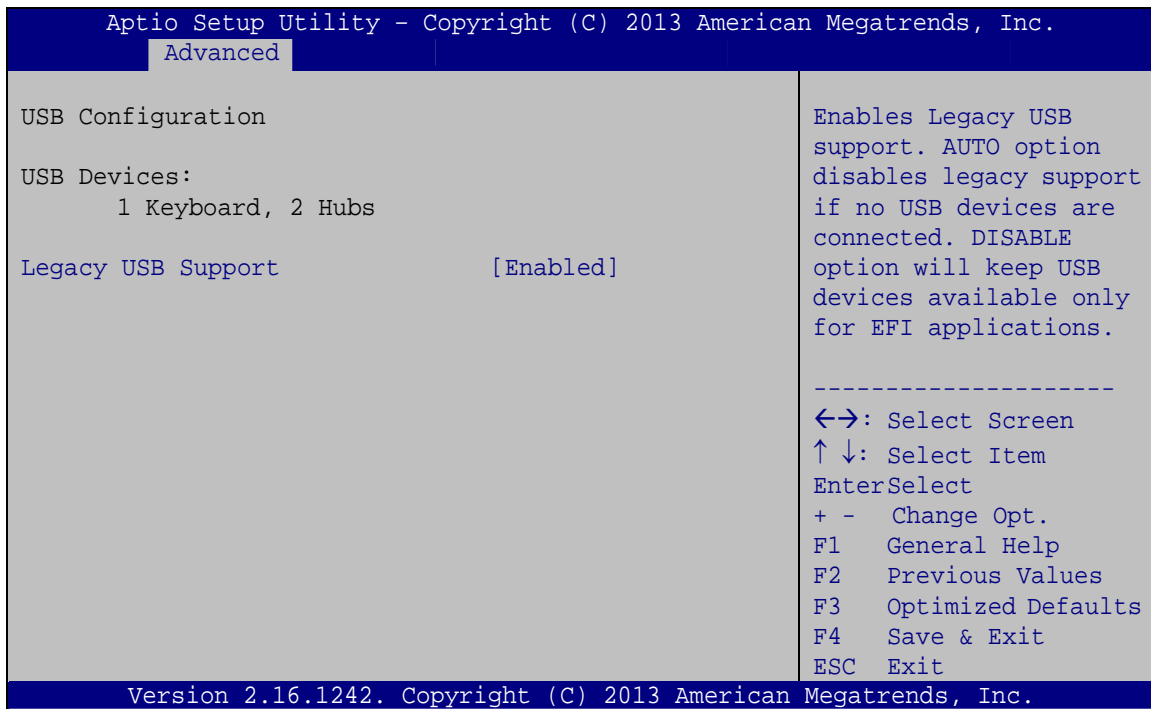 Aptio Setup Utility – Copyright (C) 2013 American Megatrends, Inc.
Advanced
USB Configuration
USB Devices:
1 Keyboard, 2 Hubs
Legacy USB Support [Enabled]
Enables Legacy USB
support. AUTO option
disables legacy support
if no USB devices are
connected. DISABLE
option will keep USB
devices available only
for EFI applications.
---------------------
←→: Select Screen
↑ ↓: Select Item
EnterSelect
+ - Change Opt.
F1 General Help
F2 Previous Values
F3 Optimized Defaults
F4 Save & Exit
ESC Exit
Version 2.16.1242. Copyright (C) 2013 American Megatrends, Inc.